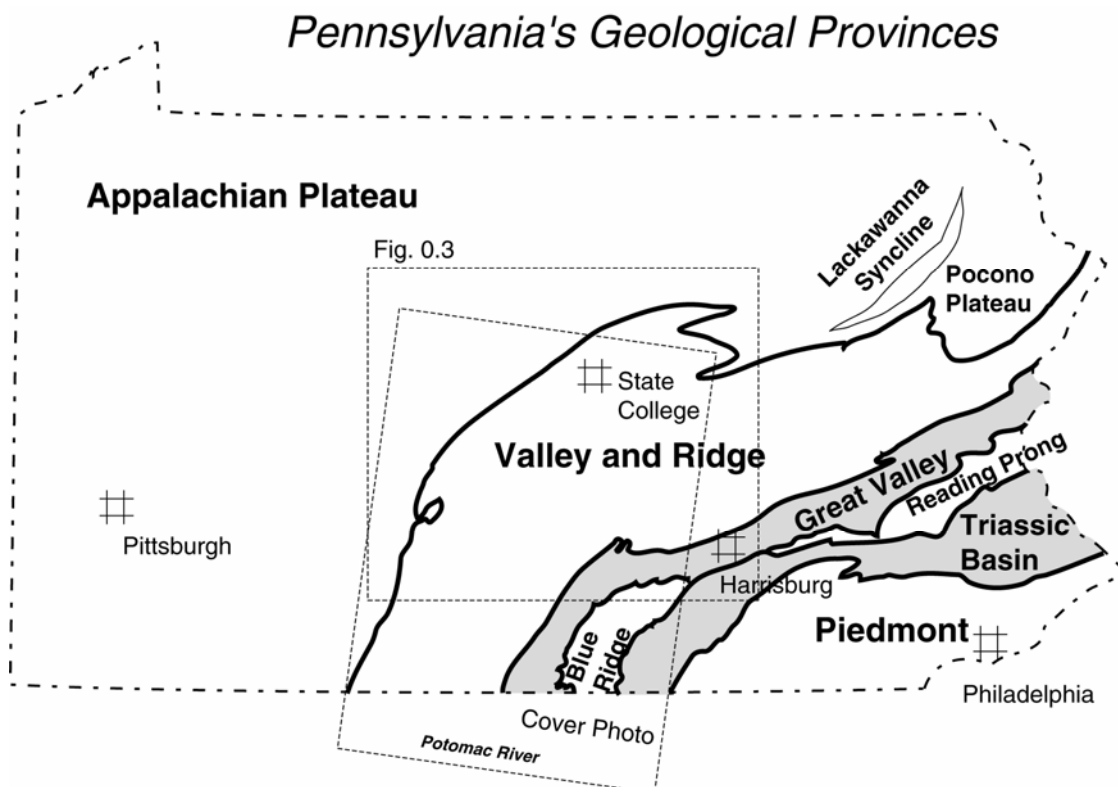 Pennsylvania's Geological Provinces
Appalachian Plateau
Fig. 0.3
Lackawanna
Syncline
Pocono
Plateau
State
College
Valley and Ridge
Great Valley
Reading Prong
Pittsburgh
Triassic
Basin
Harrisburg
Blue
Ridge
Piedmont
Philadelphia
Cover Photo
Potomac River